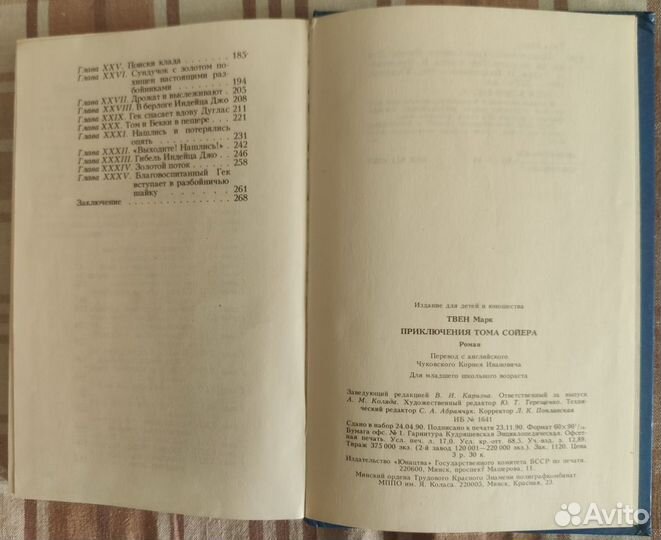 Глава XXV. Поиски клада . . . . . . . 185
Глава XXVI. Сундучок с золотом по-
хищен настоящими раз-
бойниками . . . . . . 194
Глава XXVII. Дрожат и выслеживают . 205
Глава XXVIII. В берлоге Индейца Джо 208
Глава XXIX. Гек спасает вдову Дуглас 211
Глава XXX. Том и Бекки в пещере . . 221
Глава XXXI. Нашлись и потерялись
опять . . . . . . . . 231
Глава XXXII. «Выходите! Нашлись!» . 242
Глава XXXIII. Гибель Индейца Джо . 246
Глава XXXIV. Золотой поток . . . . . 258
Глава XXXV. Благовоспитанный Гек
вступает в разбойничью
шайку . . . . . . 261
Заключение . . . . . . . . . . . . . 268
Издание для детей и юношества
ТВЕН Марк
ПРИКЛЮЧЕНИЯ ТОМА СОЙЕРА
Роман
Перевод с английского
Чуковского Корнея Ивановича
Для младшего школьного возраста
Заведующий редакцией В. И. Каризна. Ответственный за выпуск
А. М. Коляда. Художественный редактор Ю. Т. Терещенко. Техни-
ческий редактор С. А. Абрамчук. Корректор Л. К. Поклонская
ИБ № 1641
Сдано в набор 24.04.90. Подписано к печати 23.11.90. Формат 60×90¹/₁₆.
Бумага офс. № 1. Гарнитура Кудряшевская Энциклопедическая. Офсет-
ная печать. Усл. печ. л. 17,0. Усл. кр.-отт. 68,5. Уч.-изд. л. 12,89.
Тираж 375 000 экз. (2-й завод 120 001—220 000 экз.). Зак. 1120. Цена
3 р. 30 к.
Издательство «Юнацтва» Государственного комитета БССР по печати.
220600, Минск, проспект Машерова, 11.
Минский ордена Трудового Красного Знамени полиграфкомбинат
МППО им. Я. Коласа. 220005, Минск, Красная, 23.
Avito